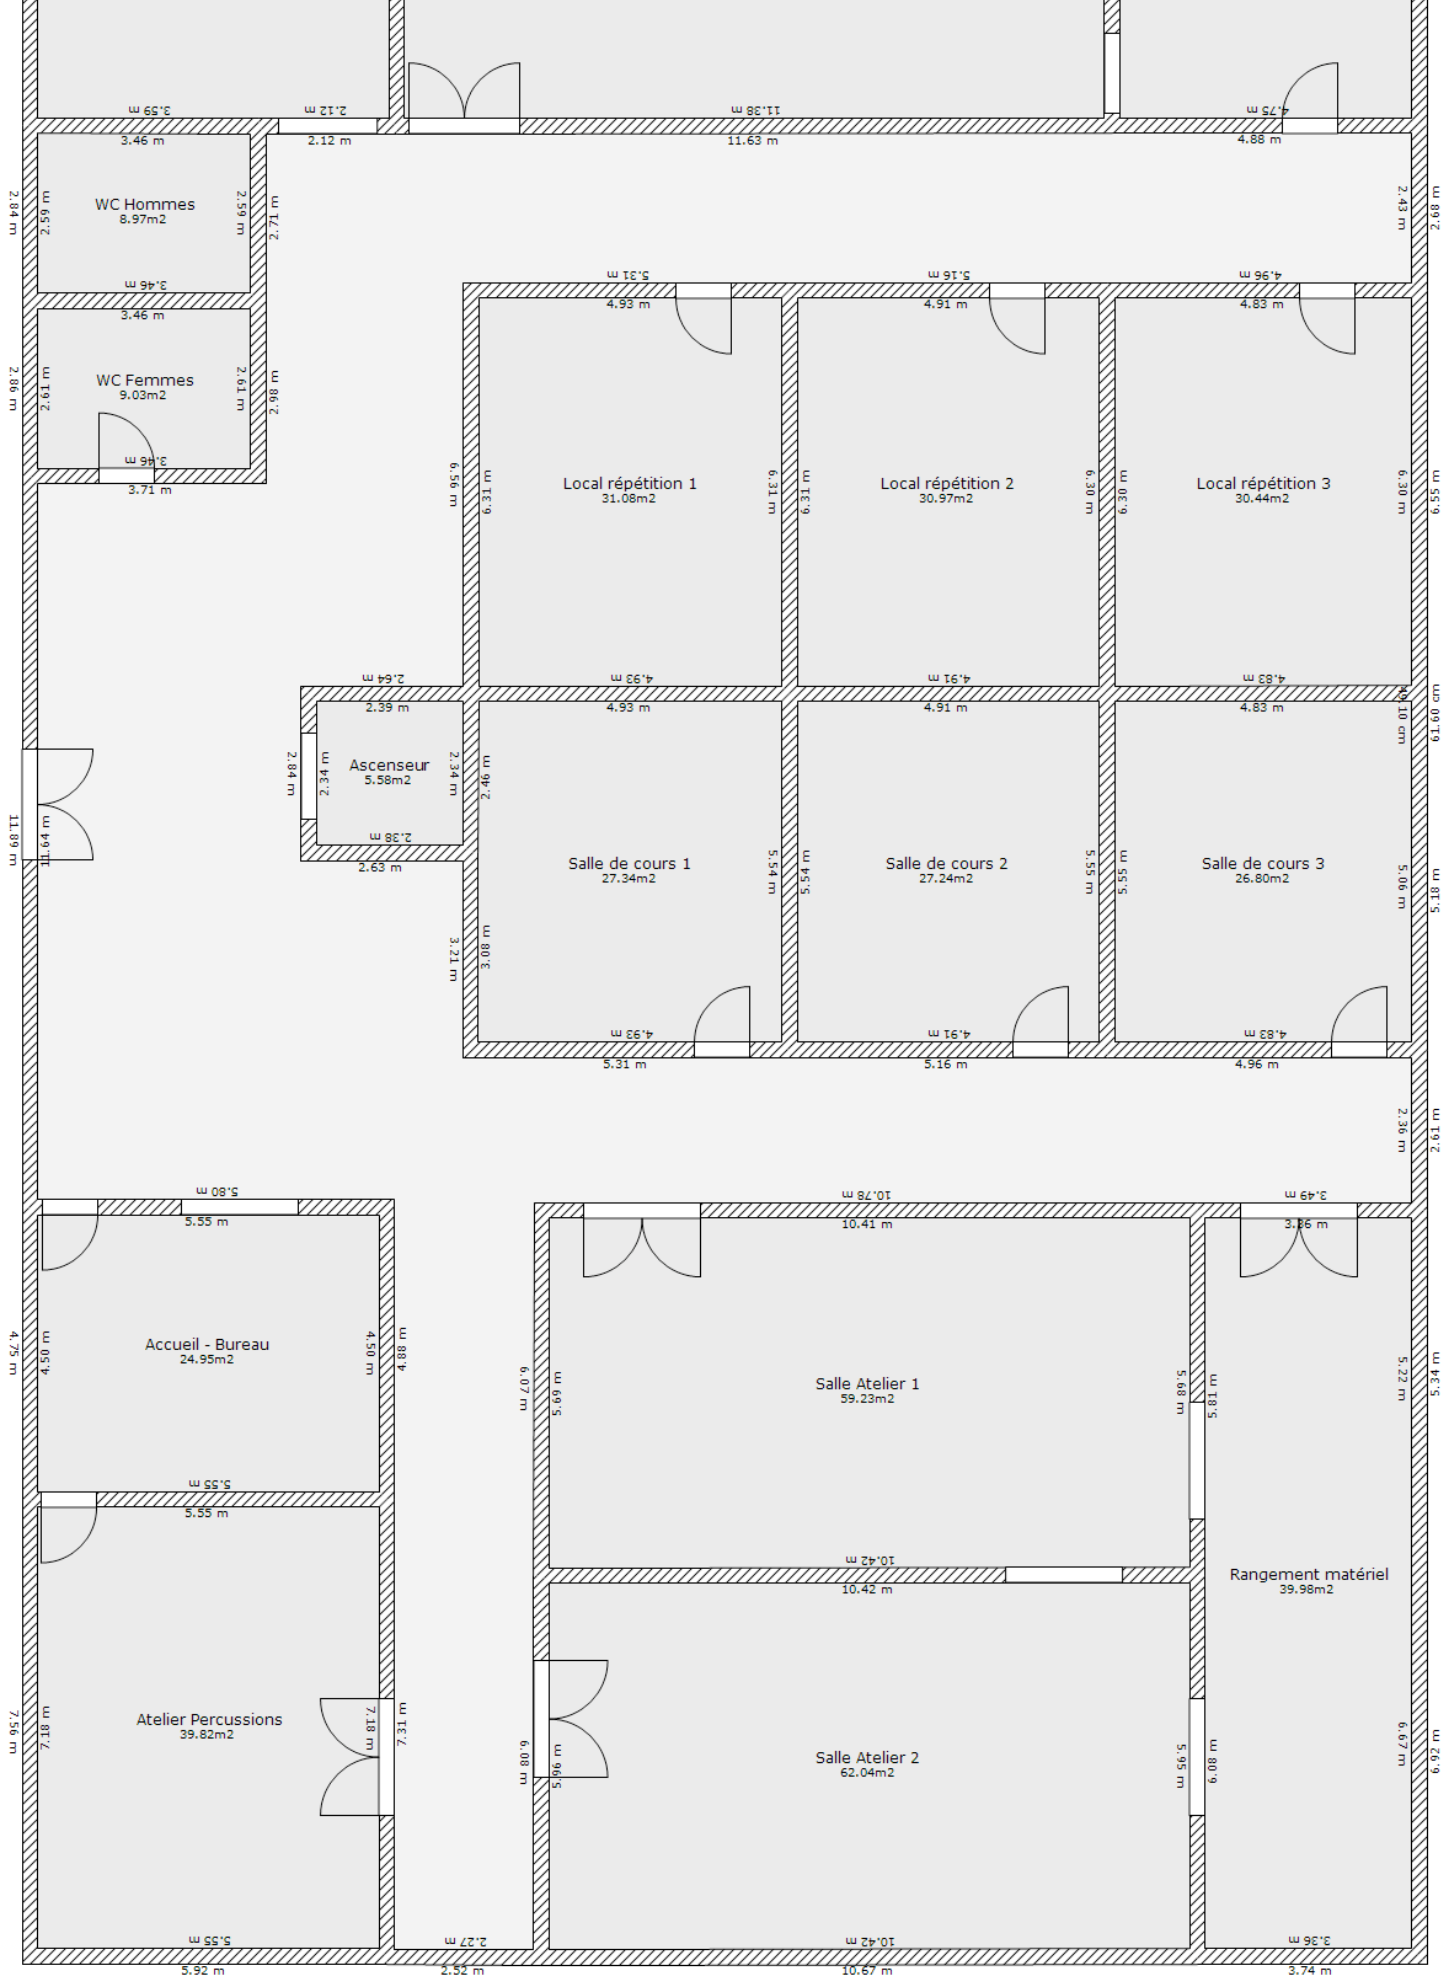 3.59 m
2.12 m
11.38 m
4.75 m
3.46 m
2.12 m
11.63 m
4.88 m
2.84 m
2.59 m
WC Hommes
8.97m2
2.59 m
2.71 m
2.43 m
2.68 m
3.46 m
3.46 m
5.31 m
5.16 m
4.96 m
4.93 m
4.91 m
4.83 m
2.86 m
2.61 m
WC Femmes
9.03m2
2.61 m
2.98 m
3.46 m
3.71 m
6.56 m
6.31 m
Local répétition 1
31.08m2
6.31 m
6.31 m
Local répétition 2
30.97m2
6.30 m
6.30 m
Local répétition 3
30.44m2
6.30 m
6.55 m
2.64 m
4.93 m
4.91 m
4.83 m
2.39 m
4.93 m
4.91 m
4.83 m
49.10 cm
61.60 cm
2.84 m
2.34 m
Ascenseur
5.58m2
2.34 m
2.46 m
2.38 m
2.63 m
11.89 m
11.64 m
Salle de cours 1
27.34m2
5.54 m
5.54 m
Salle de cours 2
27.24m2
5.55 m
5.55 m
Salle de cours 3
26.80m2
5.06 m
5.18 m
3.21 m
3.08 m
4.93 m
4.91 m
4.83 m
5.31 m
5.16 m
4.96 m
2.36 m
2.61 m
5.80 m
10.78 m
3.49 m
5.55 m
10.41 m
3.36 m
4.75 m
4.50 m
Accueil - Bureau
24.95m2
4.50 m
4.88 m
6.07 m
5.69 m
Salle Atelier 1
59.23m2
5.68 m
5.81 m
5.22 m
5.34 m
5.55 m
5.55 m
10.42 m
10.42 m
Rangement matériel
39.98m2
7.56 m
7.18 m
Atelier Percussions
39.82m2
7.18 m
7.31 m
6.08 m
5.96 m
Salle Atelier 2
62.04m2
5.95 m
6.08 m
6.67 m
6.92 m
5.55 m
2.27 m
10.42 m
3.36 m
5.92 m
2.52 m
10.67 m
3.74 m